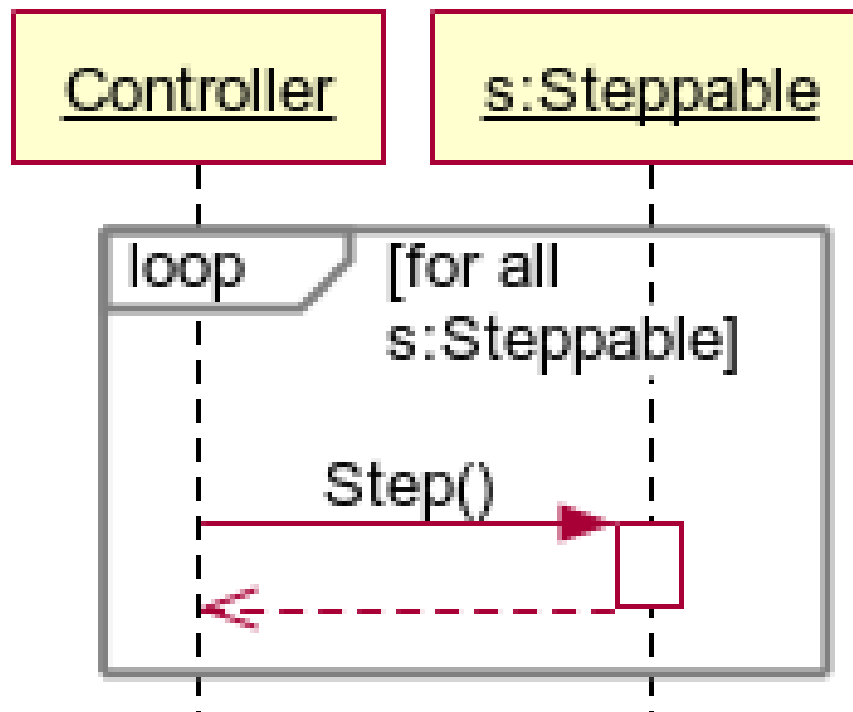 Controller
s:Steppable
loop
[for all
s:Steppable]
Step()